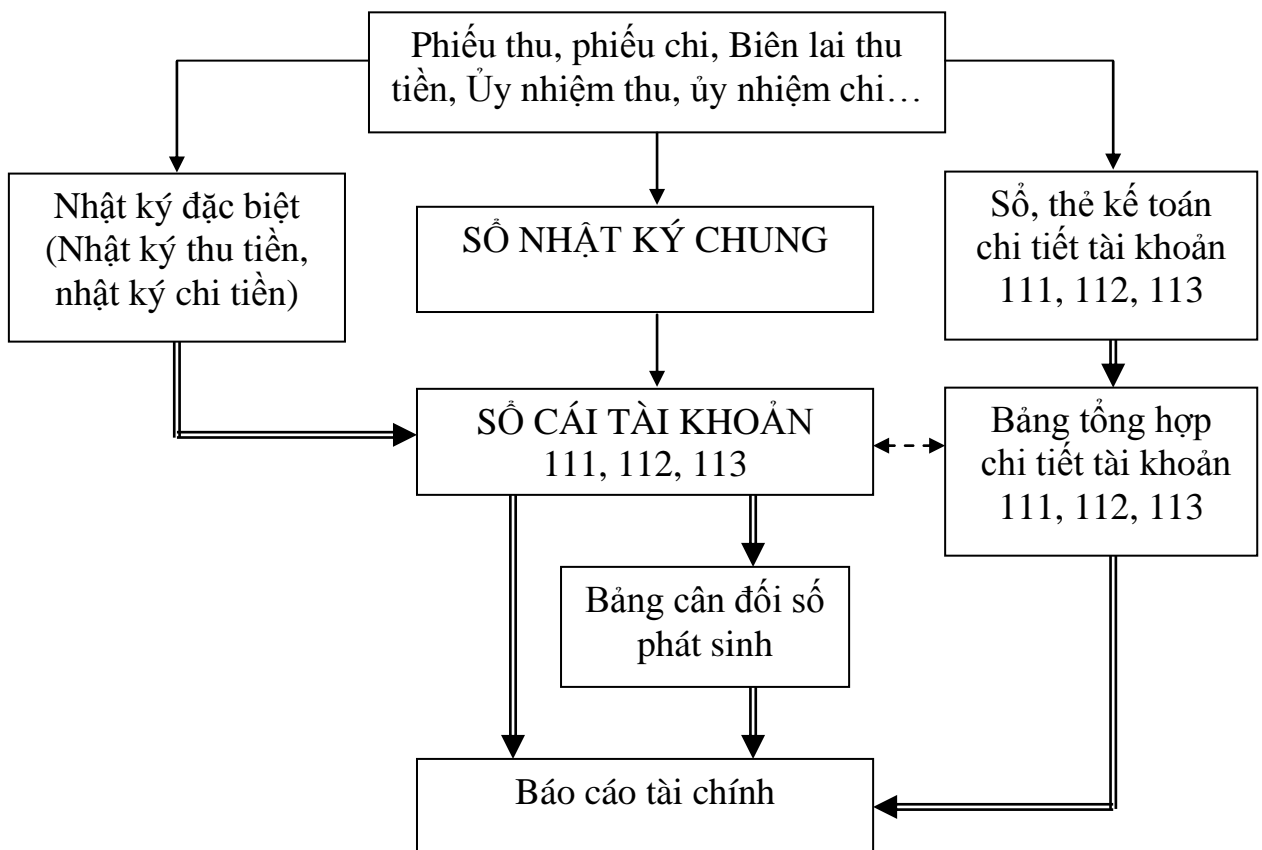 Phiếu thu, phiếu chi, Biên lai thu
tiền, Ủy nhiệm thu, ủy nhiệm chi…
Nhật ký đặc biệt
(Nhật ký thu tiền,
nhật ký chi tiền)
SỔ NHẬT KÝ CHUNG
Sổ, thẻ kế toán
chi tiết tài khoản
111, 112, 113
SỔ CÁI TÀI KHOẢN
111, 112, 113
Bảng tổng hợp
chi tiết tài khoản
111, 112, 113
Bảng cân đối số
phát sinh
Báo cáo tài chính